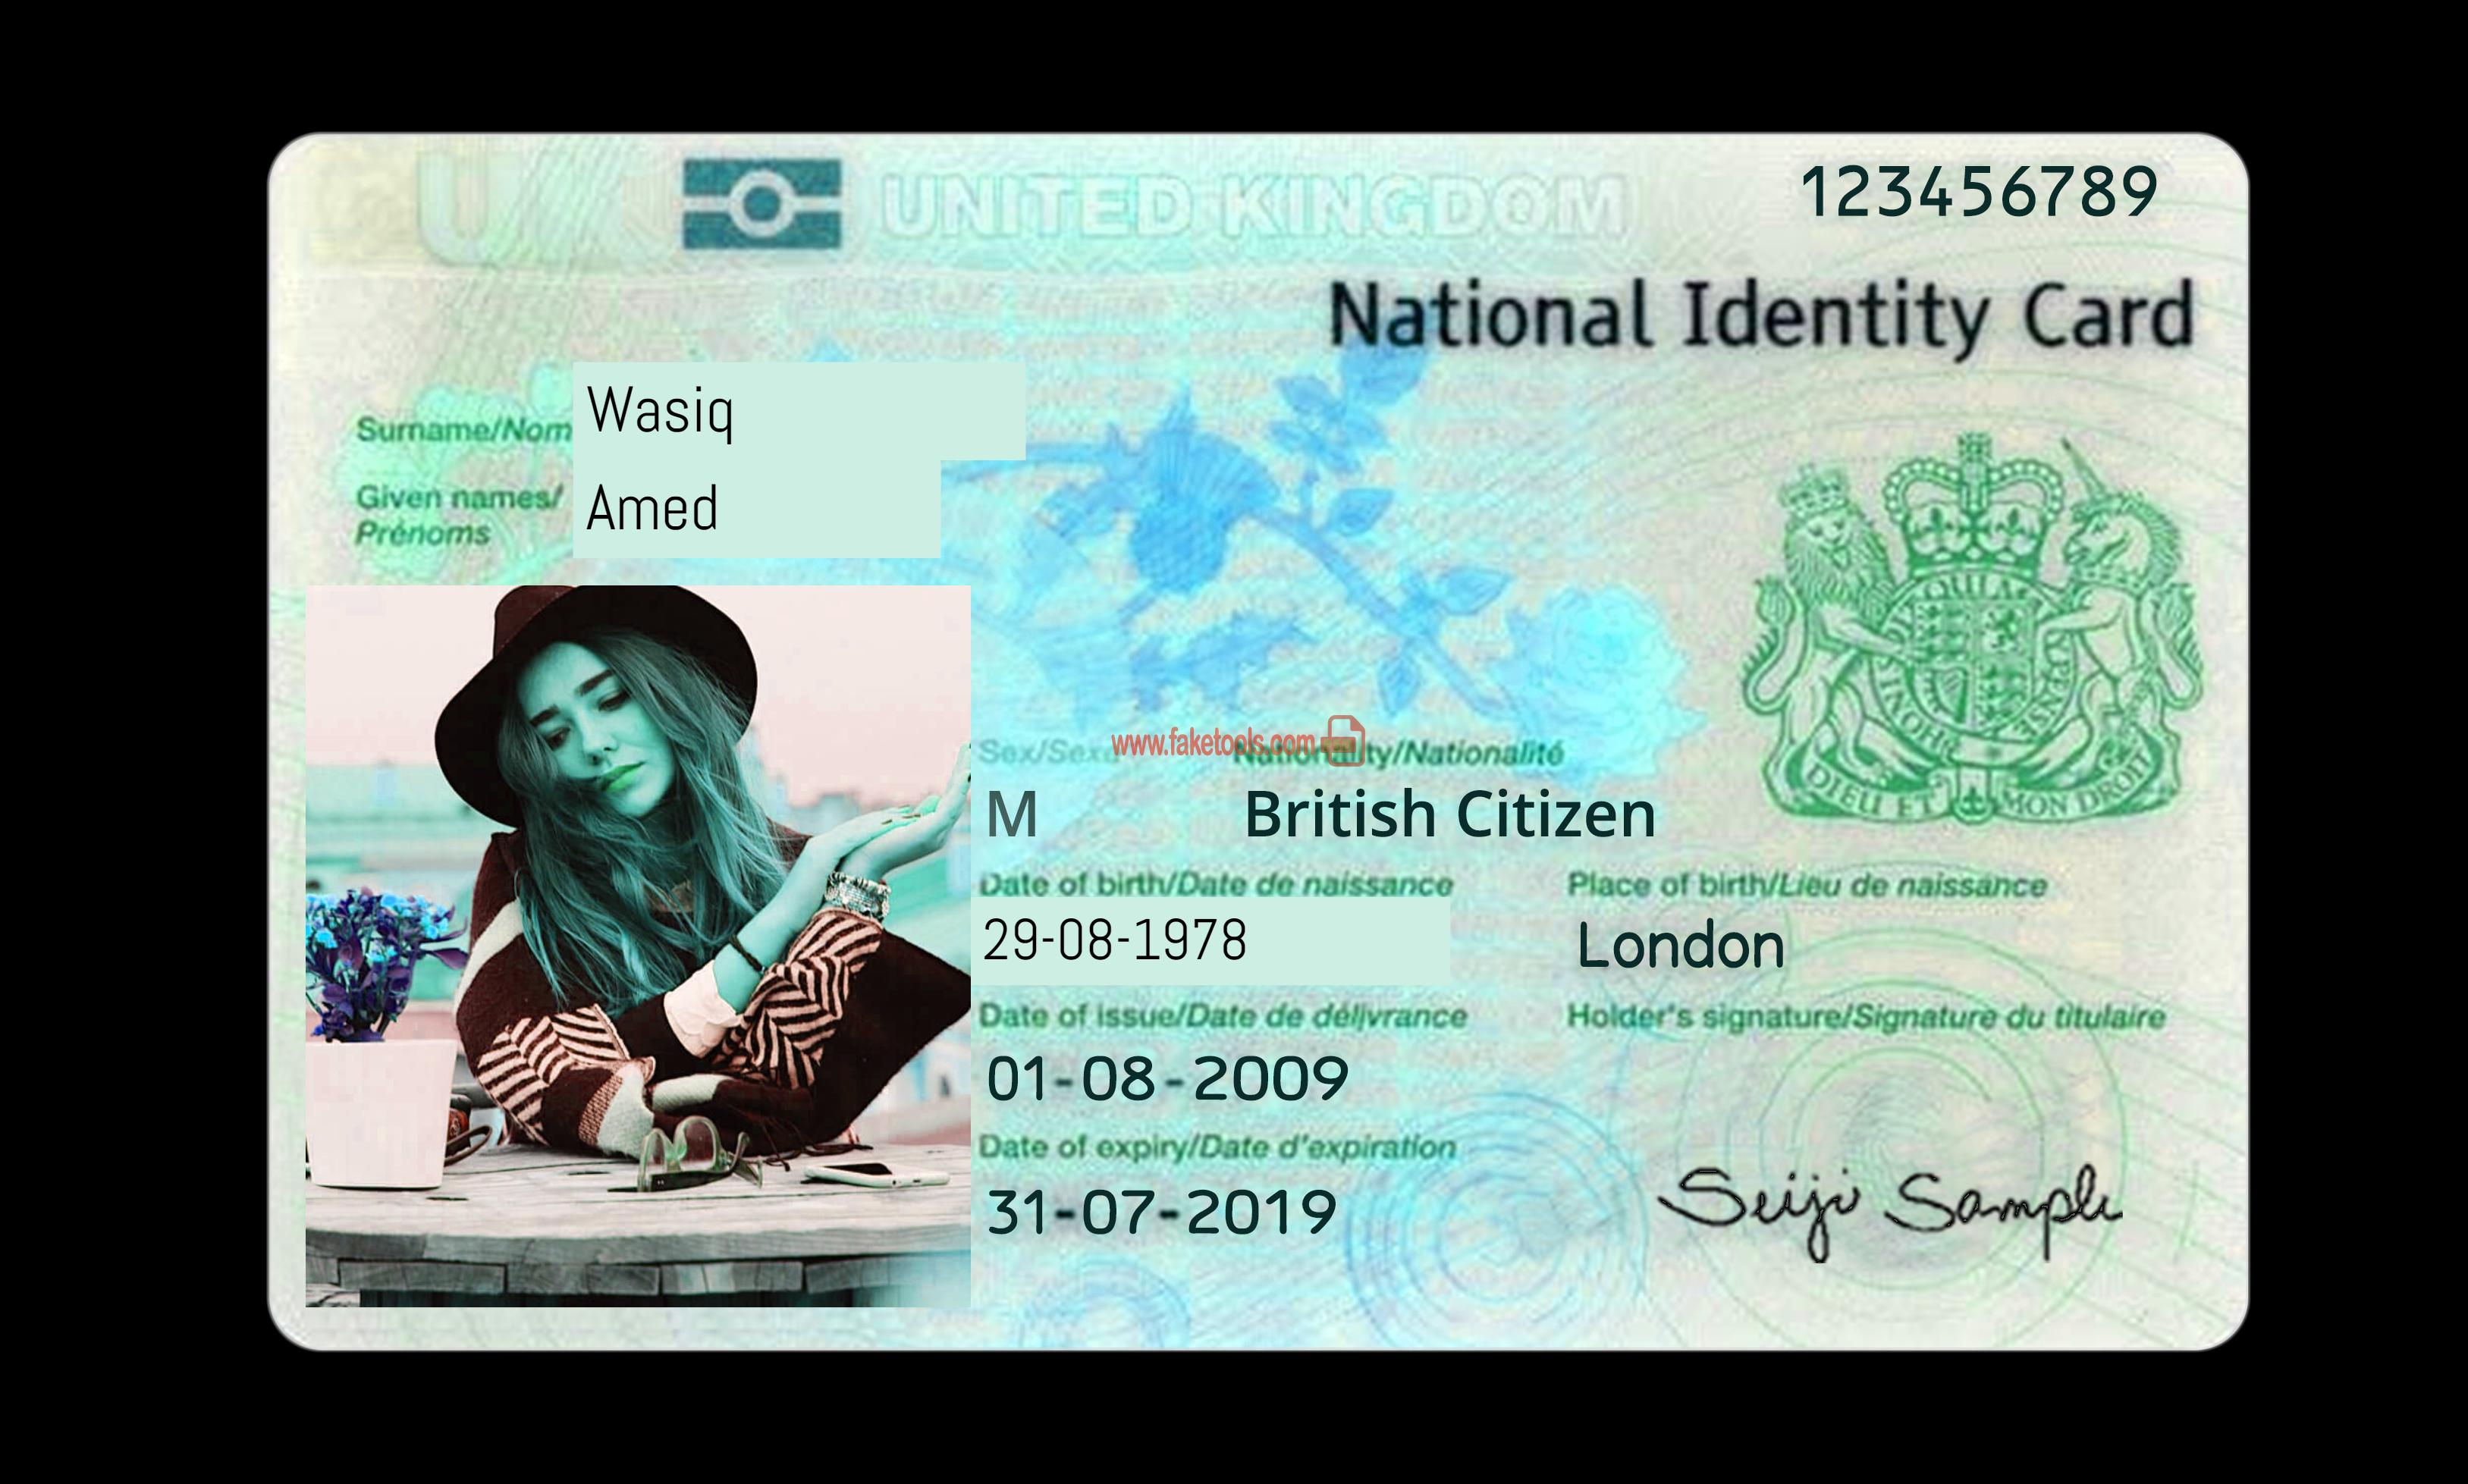 UK UNITED KINGDOM 123456789
National Identity Card
Surname/Nom Wasiq
Given names/ Amed
Prénoms
www.faketools.com
Sex/Sexe Nationality/Nationalité
M British Citizen
Date of birth/Date de naissance Place of birth/Lieu de naissance
29-08-1978 London
Date of issue/Date de délivrance Holder's signature/Signature du titulaire
01-08-2009
Date of expiry/Date d'expiration
31-07-2019 Seiji Sample
DIEU ET MON DROIT